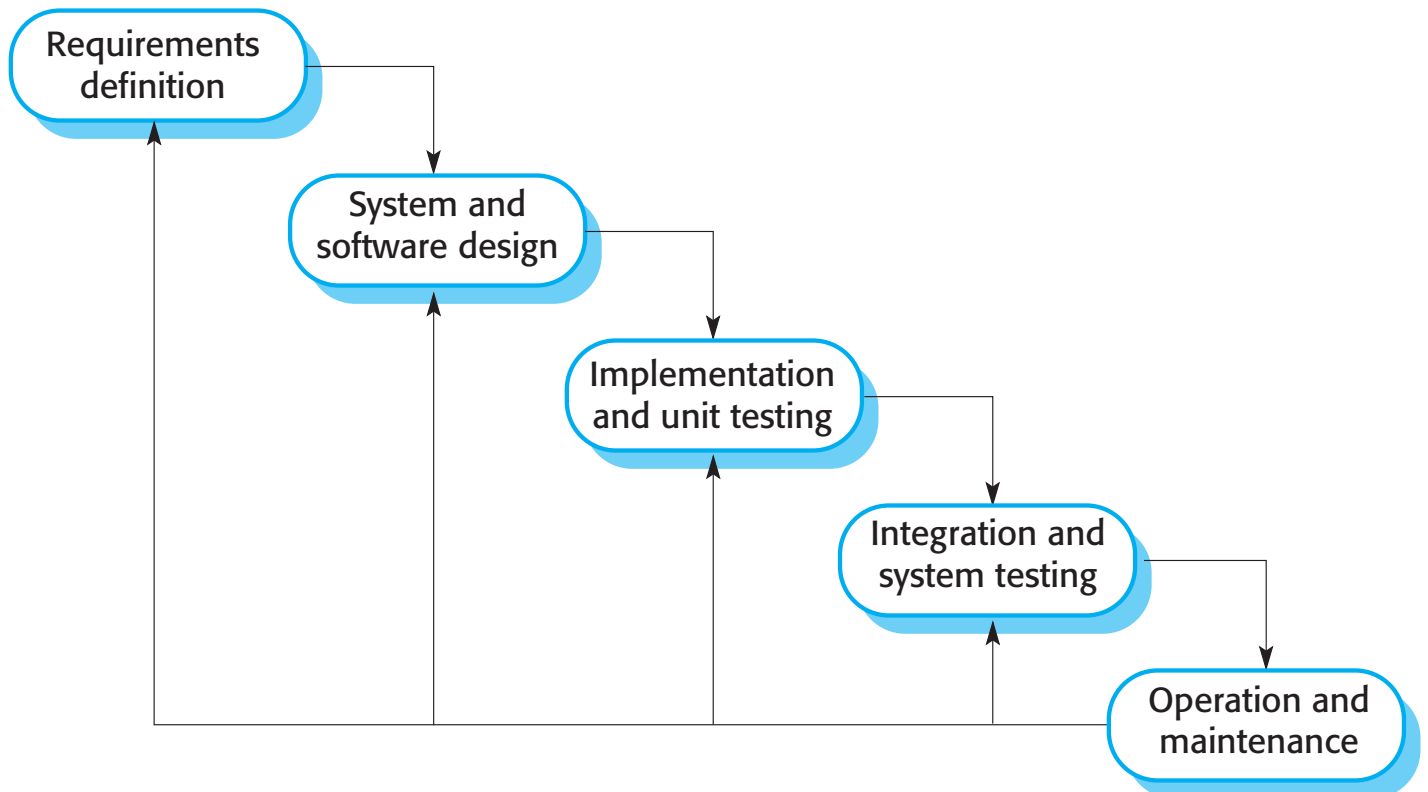 Requirements
definition
System and
software design
Implementation
and unit testing
Integration and
system testing
Operation and
maintenance